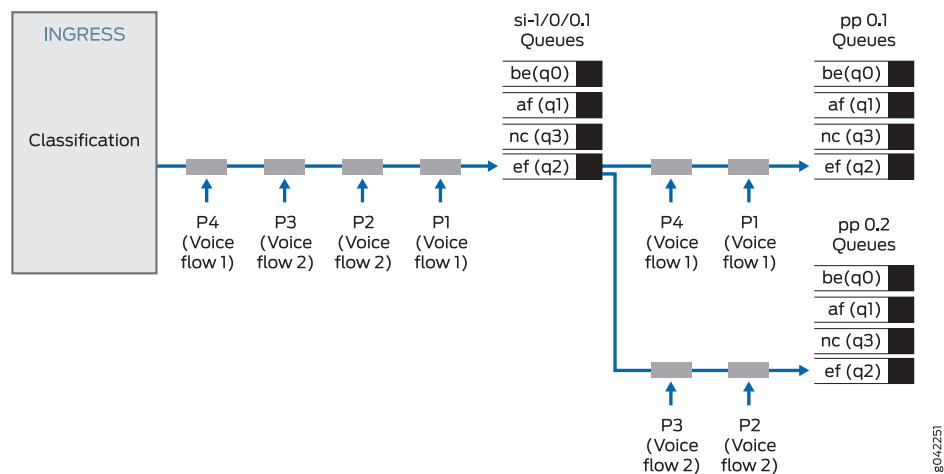 INGRESS
Classification
P4
(Voice
flow 1)
P3
(Voice
flow 2)
P2
(Voice
flow 2)
P1
(Voice
flow 1)
si-1/0/0.1
Queues
be(q0)
af (q1)
nc (q3)
ef (q2)
P4
(Voice
flow 1)
P1
(Voice
flow 1)
pp 0.1
Queues
be(q0)
af (q1)
nc (q3)
ef (q2)
pp 0.2
Queues
be(q0)
af (q1)
nc (q3)
ef (q2)
P3
(Voice
flow 2)
P2
(Voice
flow 2)
g042251